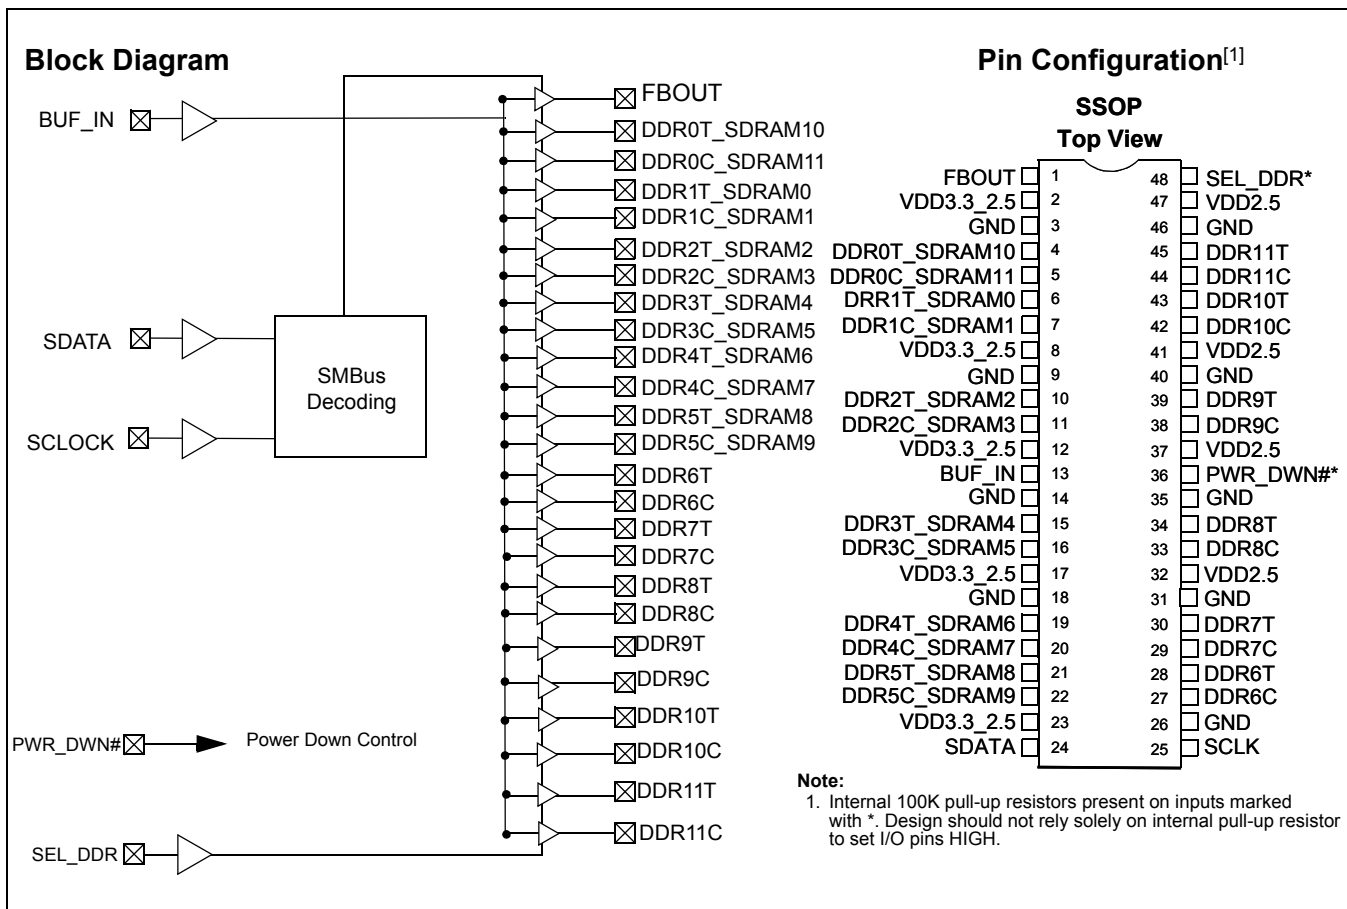 Block Diagram
BUF_IN
SDATA
SCLOCK
SMBus
Decoding
PWR_DWN#
Power Down Control
SEL_DDR
FBOUT
DDR0T_SDRAM10
DDR0C_SDRAM11
DDR1T_SDRAM0
DDR1C_SDRAM1
DDR2T_SDRAM2
DDR2C_SDRAM3
DDR3T_SDRAM4
DDR3C_SDRAM5
DDR4T_SDRAM6
DDR4C_SDRAM7
DDR5T_SDRAM8
DDR5C_SDRAM9
DDR6T
DDR6C
DDR7T
DDR7C
DDR8T
DDR8C
DDR9T
DDR9C
DDR10T
DDR10C
DDR11T
DDR11C
Pin Configuration[1]
SSOP
Top View
FBOUT 1 48 SEL_DDR*
VDD3.3_2.5 2 47 VDD2.5
GND 3 46 GND
DDR0T_SDRAM10 4 45 DDR11T
DDR0C_SDRAM11 5 44 DDR11C
DRR1T_SDRAM0 6 43 DDR10T
DDR1C_SDRAM1 7 42 DDR10C
VDD3.3_2.5 8 41 VDD2.5
GND 9 40 GND
DDR2T_SDRAM2 10 39 DDR9T
DDR2C_SDRAM3 11 38 DDR9C
VDD3.3_2.5 12 37 VDD2.5
BUF_IN 13 36 PWR_DWN#*
GND 14 35 GND
DDR3T_SDRAM4 15 34 DDR8T
DDR3C_SDRAM5 16 33 DDR8C
VDD3.3_2.5 17 32 VDD2.5
GND 18 31 GND
DDR4T_SDRAM6 19 30 DDR7T
DDR4C_SDRAM7 20 29 DDR7C
DDR5T_SDRAM8 21 28 DDR6T
DDR5C_SDRAM9 22 27 DDR6C
VDD3.3_2.5 23 26 GND
SDATA 24 25 SCLK
Note:
1. Internal 100K pull-up resistors present on inputs marked
with *. Design should not rely solely on internal pull-up resistor
to set I/O pins HIGH.